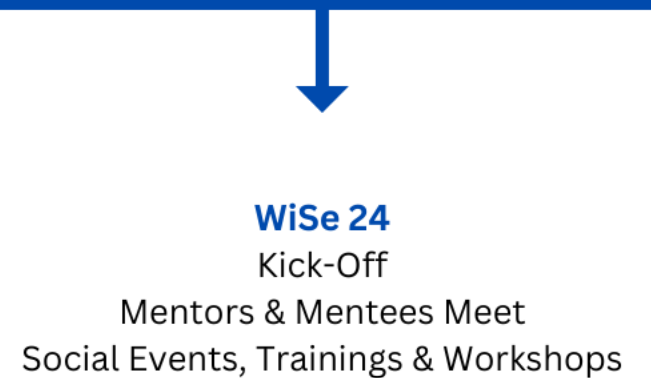 WiSe 24
Kick-Off
Mentors & Mentees Meet
Social Events, Trainings & Workshops